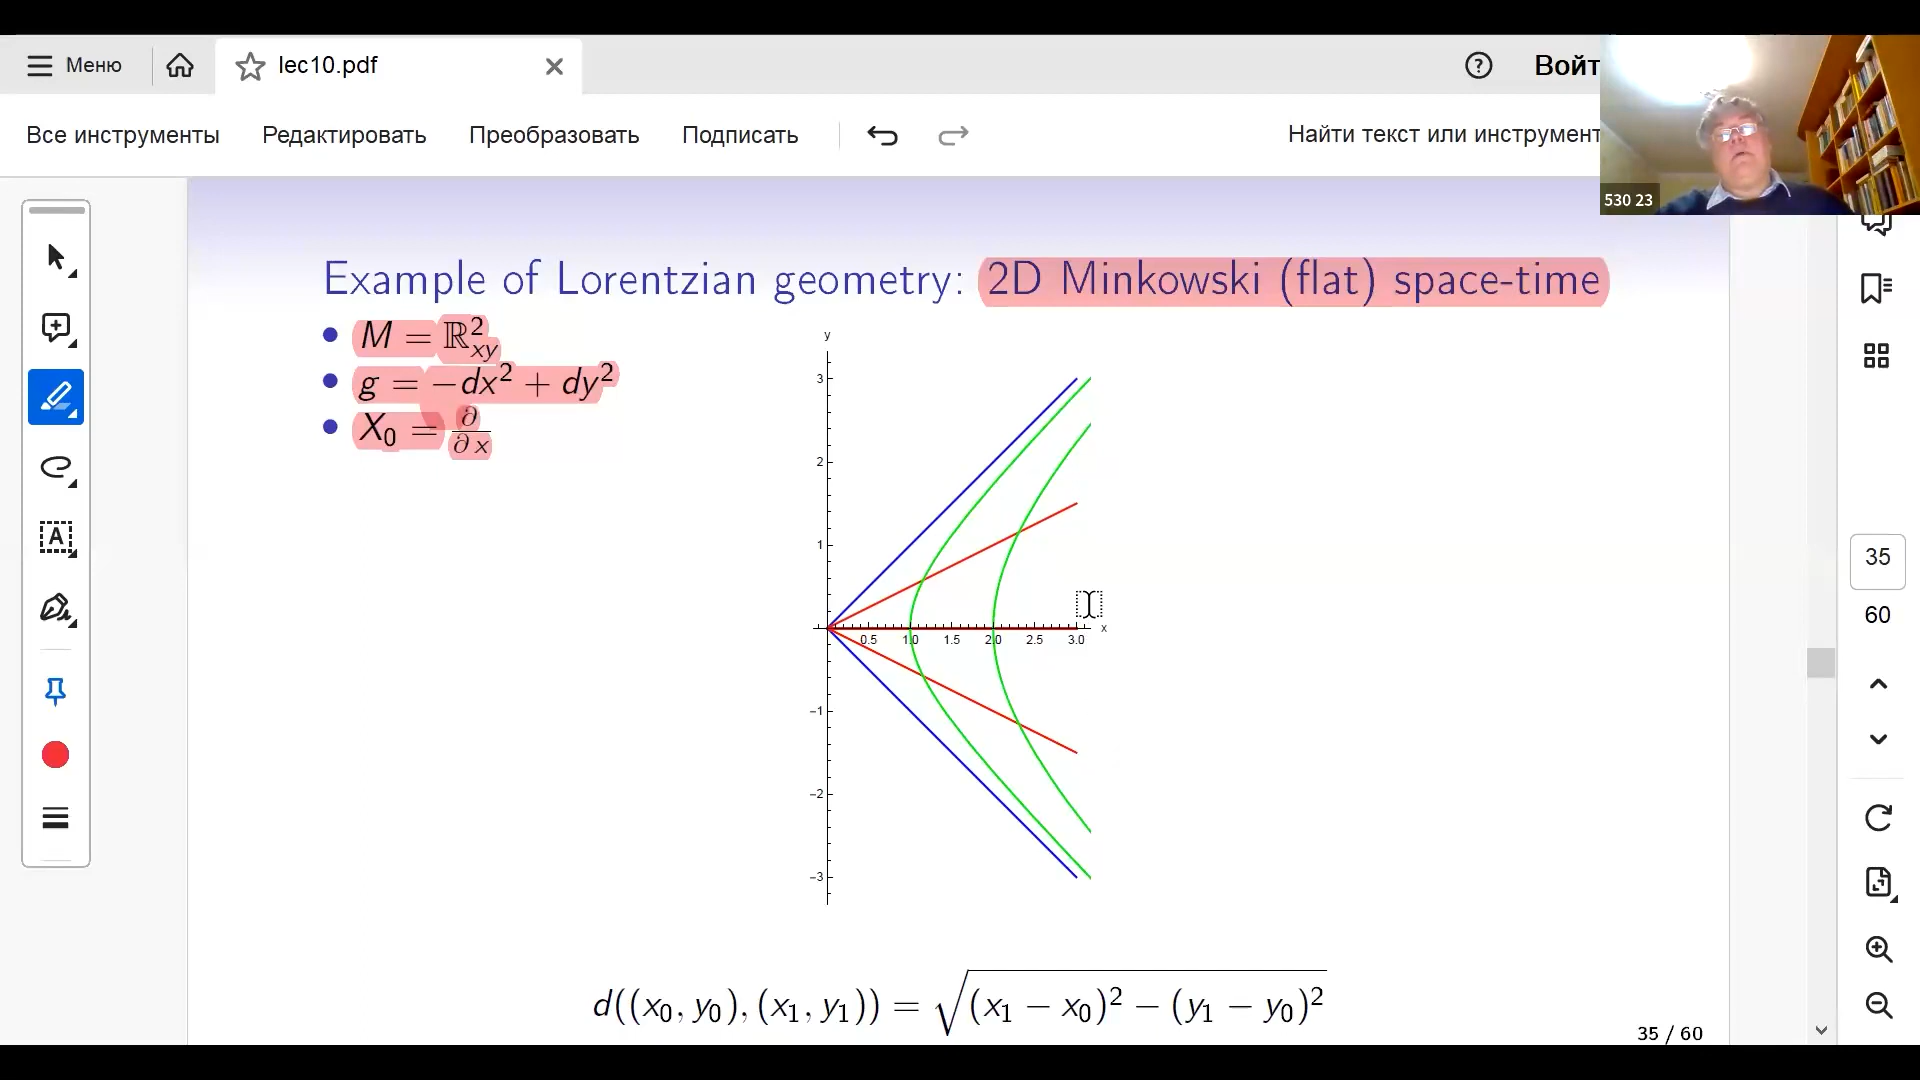 Меню
lec10.pdf
Войт
Все инструменты
Редактировать
Преобразовать
Подписать
Найти текст или инструмент
530 23
Example of Lorentzian geometry: 2D Minkowski (flat) space-time
• M = ℝ²_xy
• g = −dx² + dy²
• X₀ = ∂/∂x
y
3
2
1
0.5 1.0 1.5 2.0 2.5 3.0 x
−1
−2
−3
A
35
60
d((x₀, y₀), (x₁, y₁)) = √((x₁ − x₀)² − (y₁ − y₀)²)
35 / 60